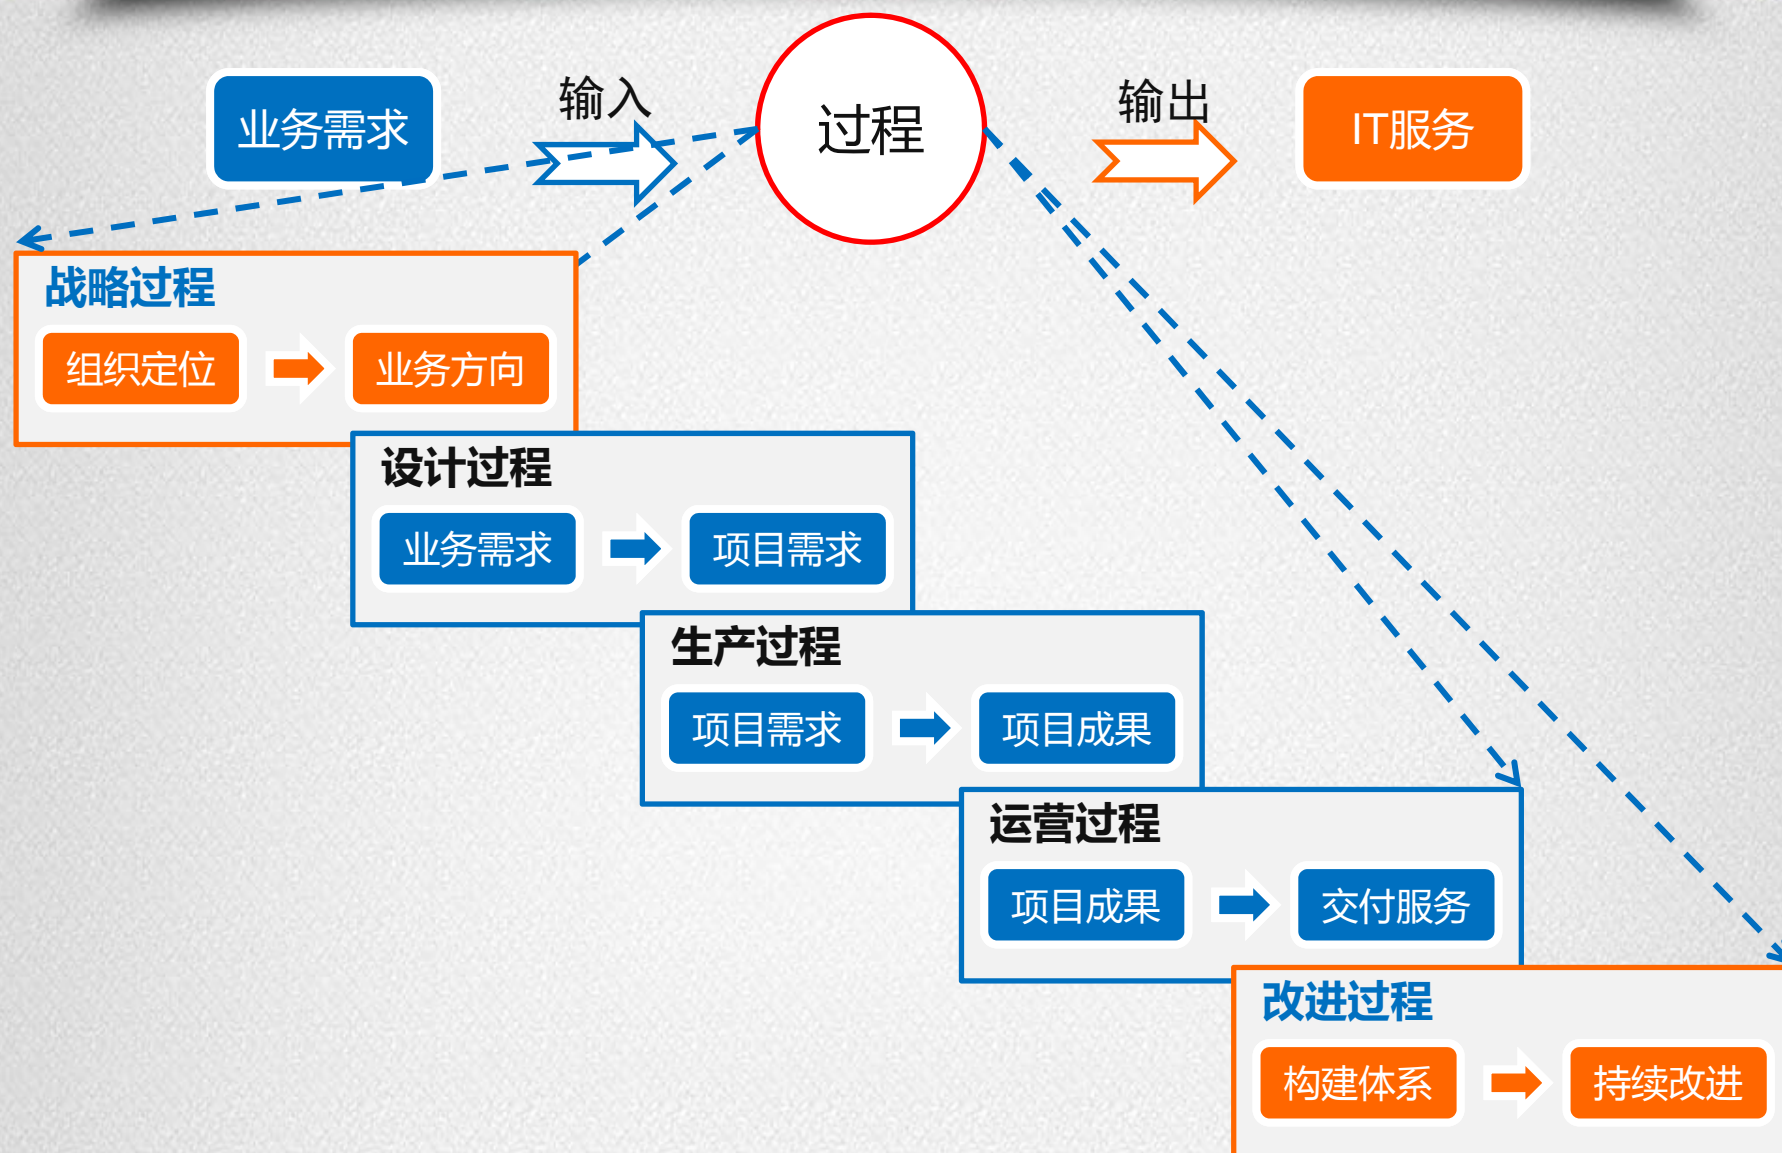 业务需求
输入
过程
输出
IT服务
战略过程
组织定位
业务方向
设计过程
业务需求
项目需求
生产过程
项目需求
项目成果
运营过程
项目成果
交付服务
改进过程
构建体系
持续改进